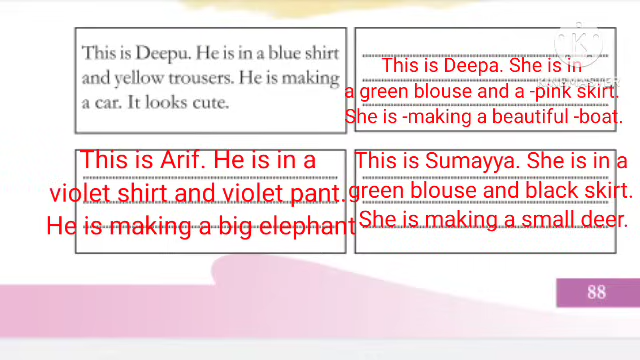 This is Deepu. He is in a blue shirt
and yellow trousers. He is making
a car. It looks cute.
This is Deepa. She is in
a green blouse and a -pink skirt.
She is -making a beautiful -boat.
This is Arif. He is in a
violet shirt and violet pant.
He is making a big elephant
This is Sumayya. She is in a
green blouse and black skirt.
She is making a small deer.
88